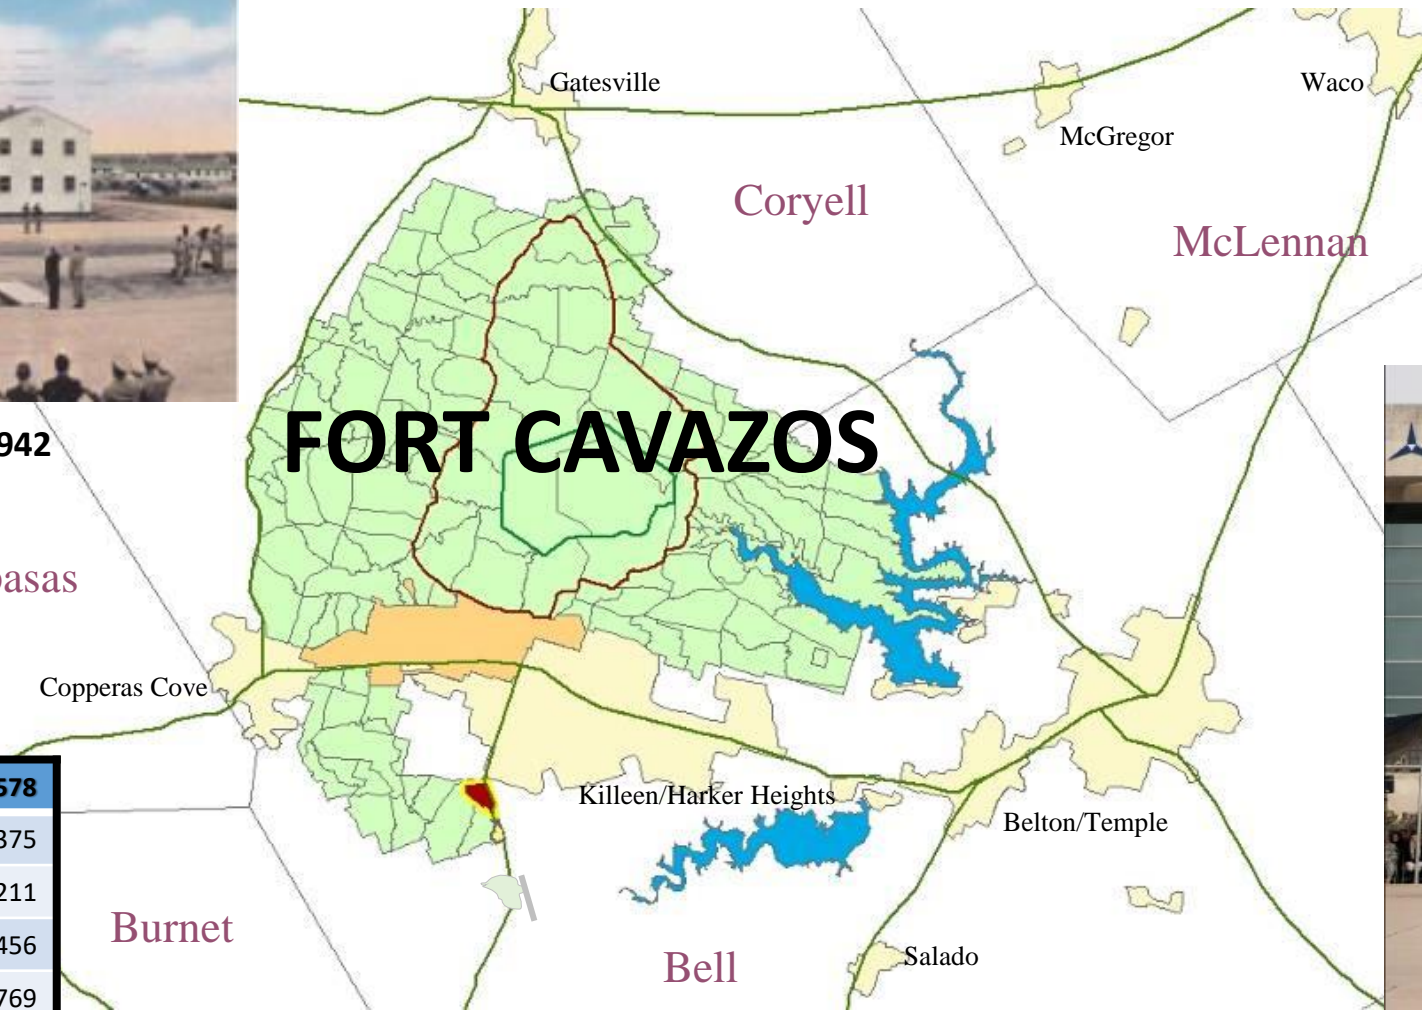 Gatesville
Waco
McGregor
Coryell
McLennan
FORT CAVAZOS
942
asas
Copperas Cove
578
375
211
456
769
Killeen/Harker Heights
Belton/Temple
Burnet
Bell
Salado